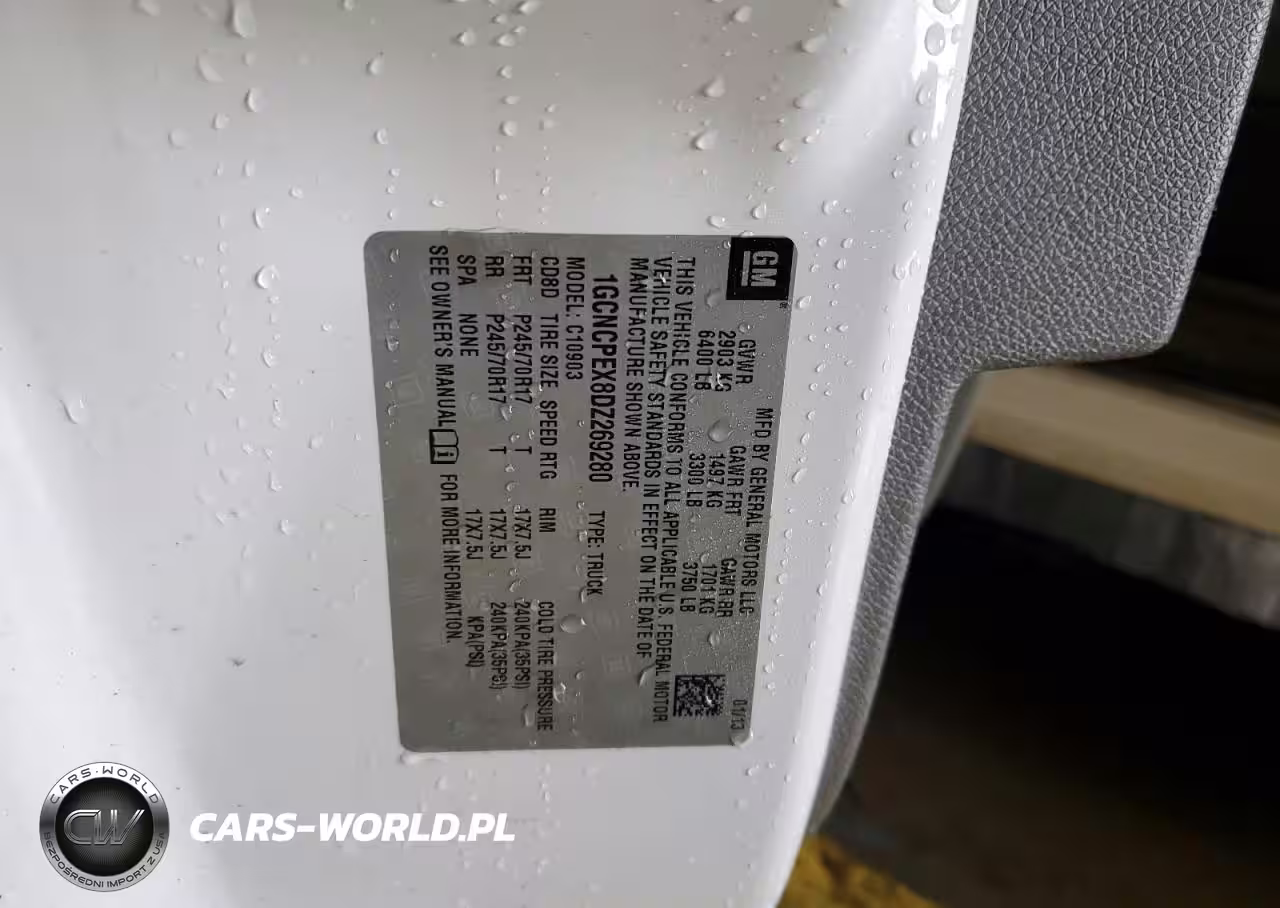 GM
MFD BY GENERAL MOTORS LLC 01/13
GVWR GAWR FRT GAWR RR
2903 KG 1497 KG 1701 KG
6400 LB 3300 LB 3750 LB
THIS VEHICLE CONFORMS TO ALL APPLICABLE U.S. FEDERAL MOTOR
VEHICLE SAFETY STANDARDS IN EFFECT ON THE DATE OF
MANUFACTURE SHOWN ABOVE.
1GCNCPEX8DZ269280 TYPE: TRUCK
MODEL: C10903
CD8D TIRE SIZE SPEED RTG RIM COLD TIRE PRESSURE
FRT P245/70R17 T 17X7.5J 240KPA(35PSI)
RR P245/70R17 T 17X7.5J 240KPA(35PSI)
SPA NONE 17X7.5J KPA(PSI)
SEE OWNER'S MANUAL FOR MORE INFORMATION.
CARS-WORLD
CW
BEZPOŚREDNI IMPORT Z USA
CARS-WORLD.PL